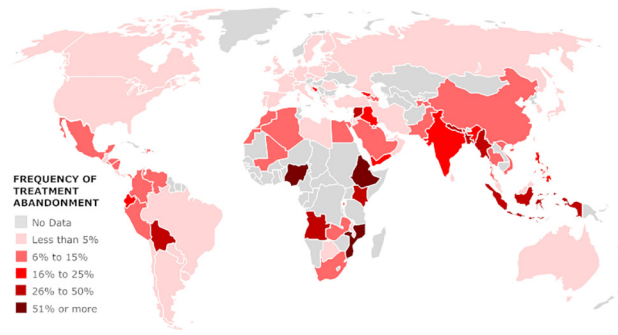 FREQUENCY OF
TREATMENT
ABANDONMENT
No Data
Less than 5%
6% to 15%
16% to 25%
26% to 50%
51% or more